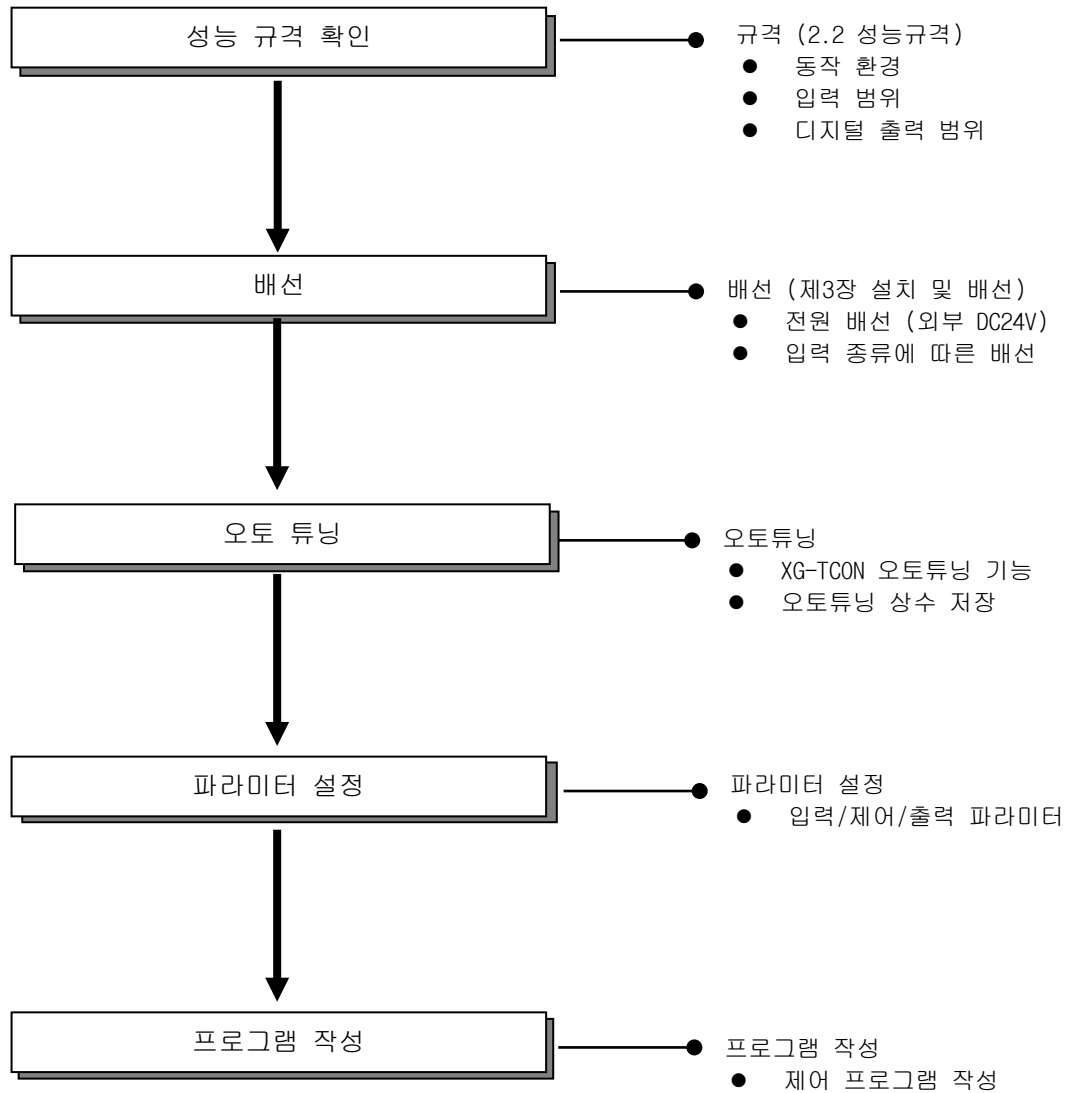 성능 규격 확인
규격 (2.2 성능규격)
● 동작 환경
● 입력 범위
● 디지털 출력 범위
배선
배선 (제3장 설치 및 배선)
● 전원 배선 (외부 DC24V)
● 입력 종류에 따른 배선
오토 튜닝
오토튜닝
● XG-TCON 오토튜닝 기능
● 오토튜닝 상수 저장
파라미터 설정
파라미터 설정
● 입력/제어/출력 파라미터
프로그램 작성
프로그램 작성
● 제어 프로그램 작성